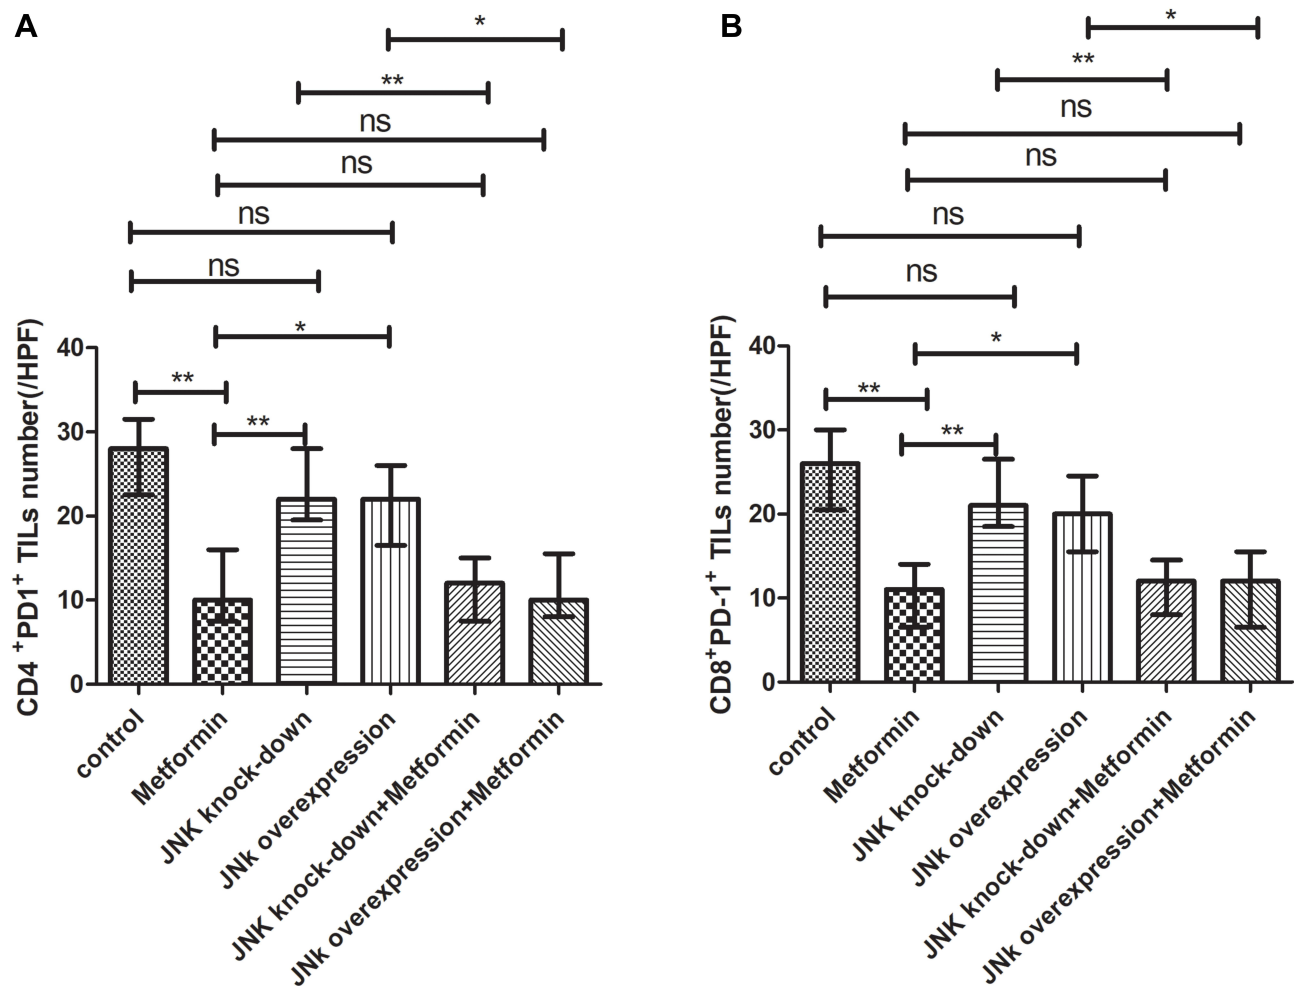 A
*
**
ns
ns
ns
ns
*
**
**
CD4 +PD1+ TILs number(/HPF)
40
30
20
10
0
control
Metformin
JNK knock-down
JNk overexpression
JNK knock-down+Metformin
JNk overexpression+Metformin
B
*
**
ns
ns
ns
ns
*
**
**
CD8+PD-1+ TILs number(/HPF)
40
30
20
10
0
control
Metformin
JNK knock-down
JNk overexpression
JNK knock-down+Metformin
JNk overexpression+Metformin